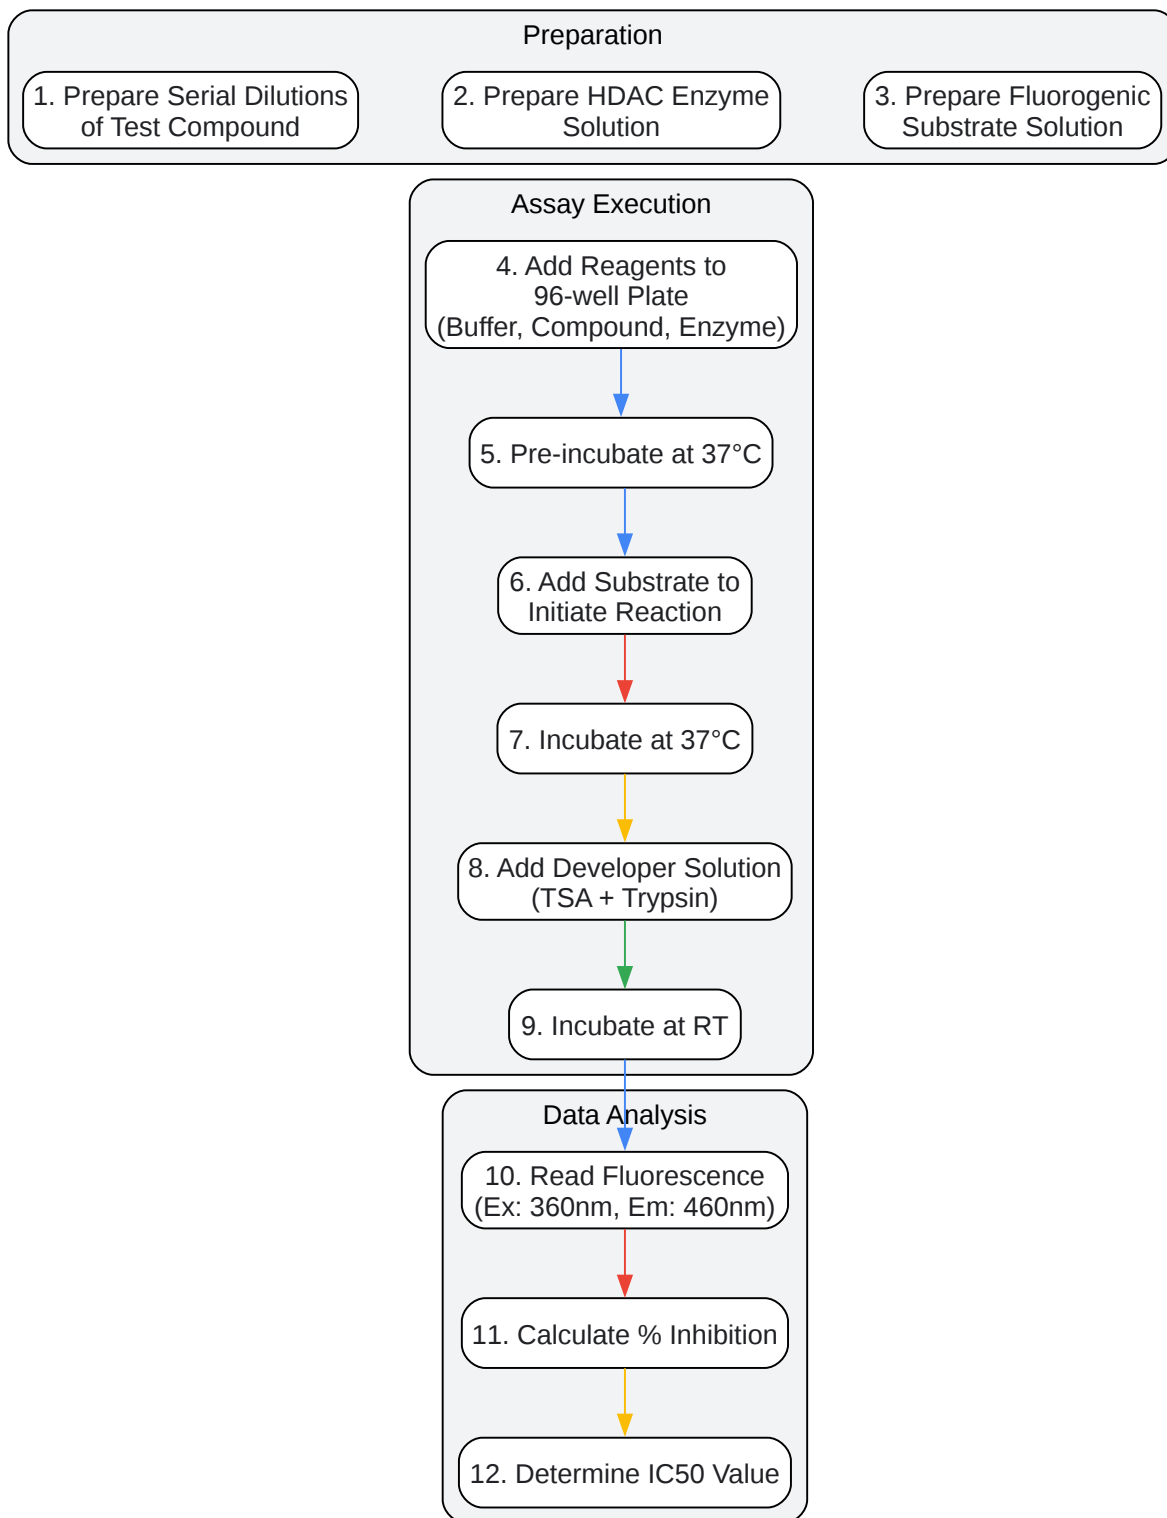 Preparation
1. Prepare Serial Dilutions
of Test Compound
2. Prepare HDAC Enzyme
Solution
3. Prepare Fluorogenic
Substrate Solution
Assay Execution
4. Add Reagents to
96-well Plate
(Buffer, Compound, Enzyme)
5. Pre-incubate at 37°C
6. Add Substrate to
Initiate Reaction
7. Incubate at 37°C
8. Add Developer Solution
(TSA + Trypsin)
9. Incubate at RT
Data Analysis
10. Read Fluorescence
(Ex: 360nm, Em: 460nm)
11. Calculate % Inhibition
12. Determine IC50 Value